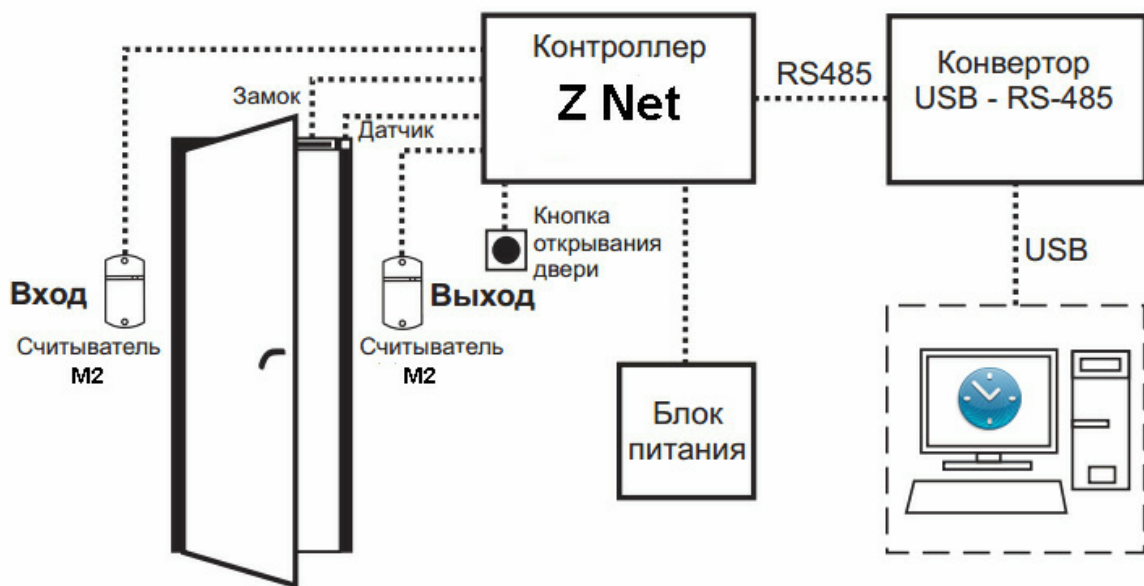 Контроллер
Z Net
RS485
Конвертор
USB - RS-485
Замок
Датчик
Кнопка
открывания
двери
USB
Вход
Выход
Считыватель
M2
Считыватель
M2
Блок
питания